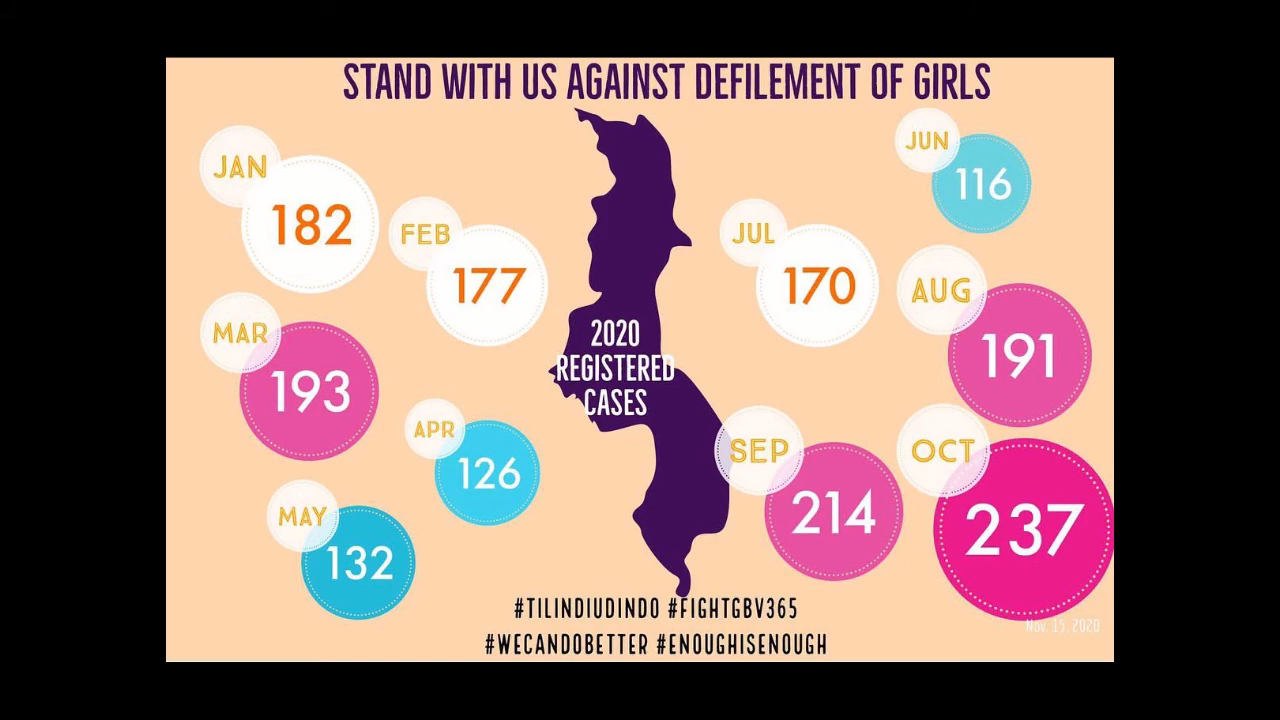 STAND WITH US AGAINST DEFILEMENT OF GIRLS
JAN
182
FEB
177
MAR
193
APR
126
MAY
132
2020
REGISTERED
CASES
JUN
116
JUL
170
AUG
191
SEP
214
OCT
237
Nov. 15, 2020
#TILINDIUDINDO #FIGHTGBV365
#WECANDOBETTER #ENOUGHISENOUGH